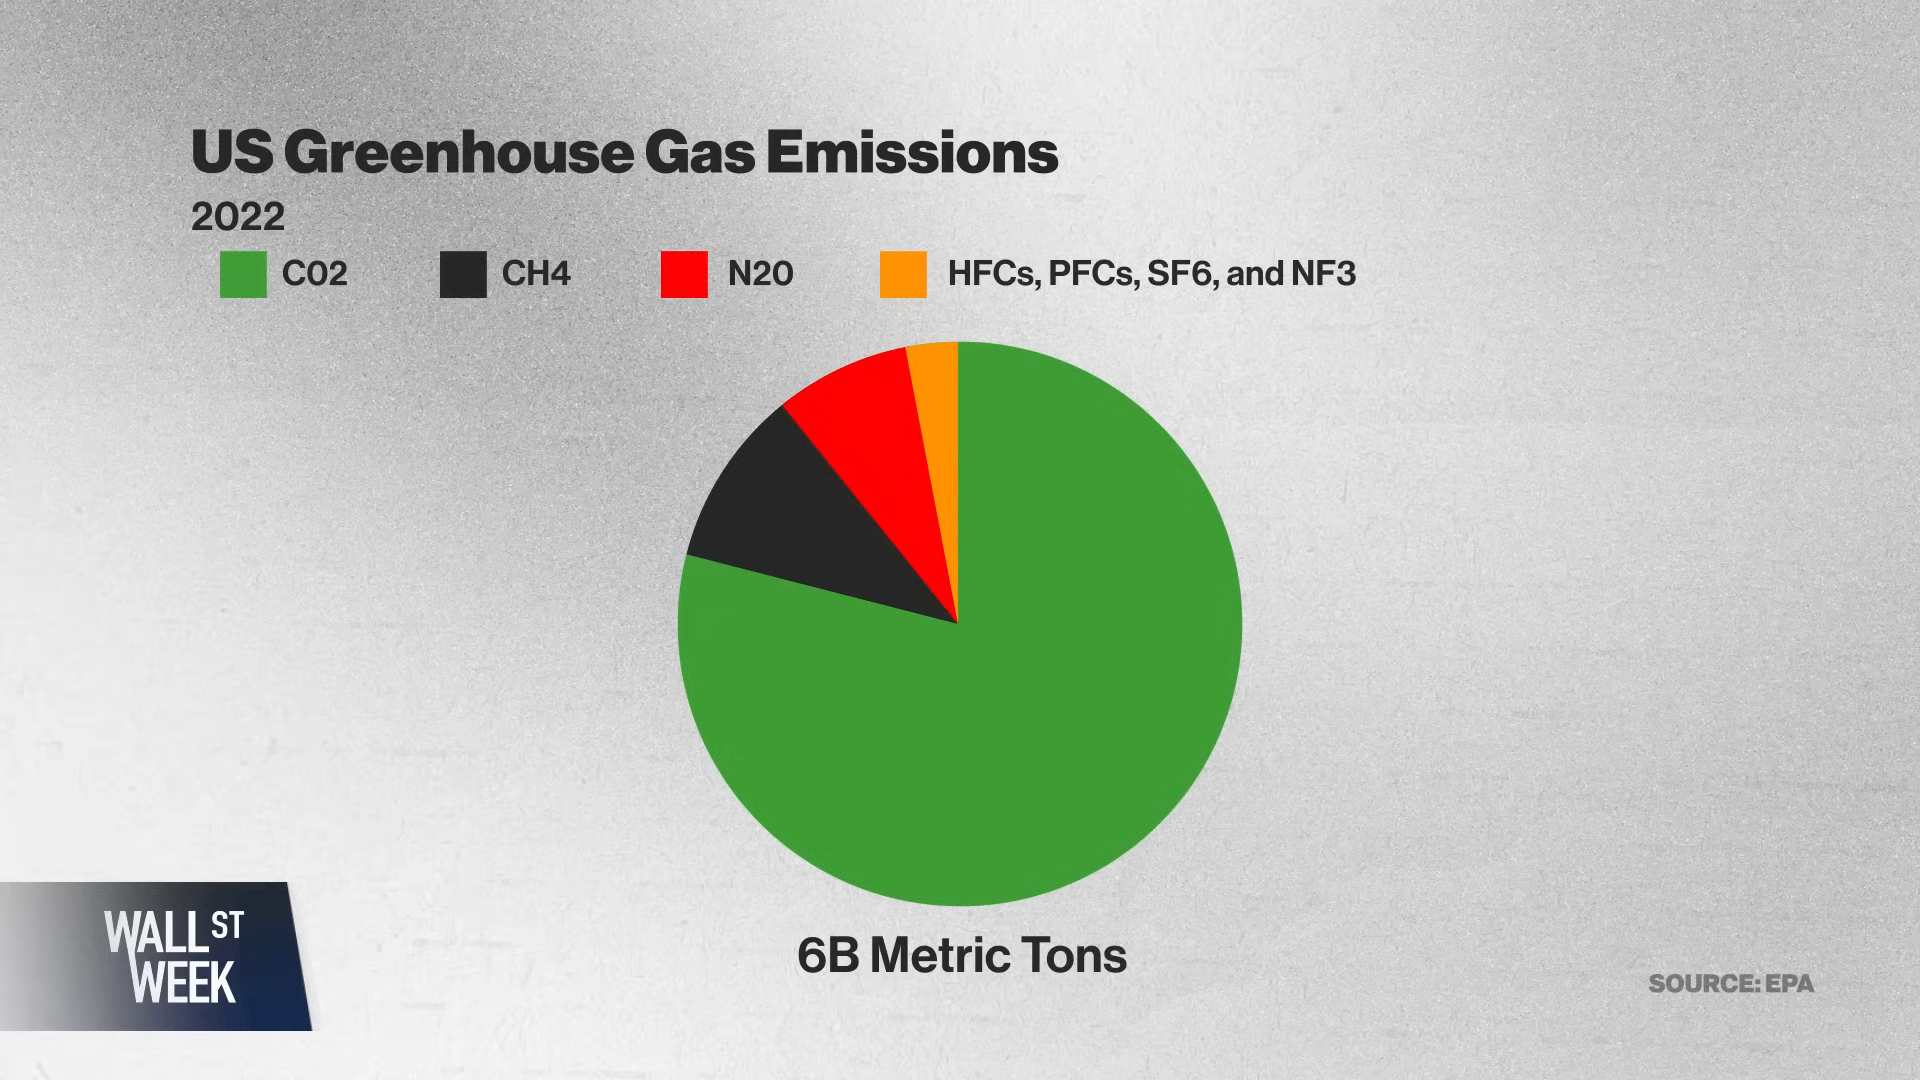 US Greenhouse Gas Emissions
2022
C02
CH4
N20
HFCs, PFCs, SF6, and NF3
6B Metric Tons
WALL ST
WEEK
SOURCE: EPA